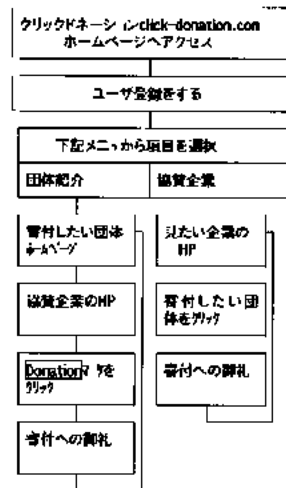 クリックドネーションclick-donation.com
ホームページへアクセス
ユーザ登録をする
下記メニューから項目を選択
団体紹介
協賛企業
寄付したい団体
ホームページ
協賛企業のHP
Donationマークを
クリック
寄付への御礼
見たい企業の
HP
寄付したい団
体をクリック
寄付への御礼